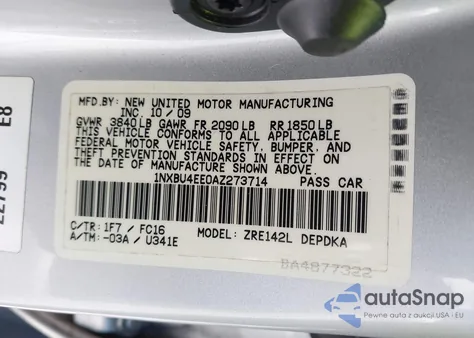 MFD.BY: NEW UNITED MOTOR MANUFACTURING
INC. 10 / 09
GVWR 3840 LB GAWR FR 2090 LB RR 1850 LB
THIS VEHICLE CONFORMS TO ALL APPLICABLE
FEDERAL MOTOR VEHICLE SAFETY, BUMPER, AND
THEFT PREVENTION STANDARDS IN EFFECT ON
THE DATE OF MANUFACTURE SHOWN ABOVE.
1NXBU4EE0AZ273714 PASS CAR
C/TR: 1F7 / FC16
A/TM: -03A / U341E
MODEL: ZRE142L DEPDKA
BA4877322
E8
22799
autoSnap
Pewne auta z aukcji USA - EU